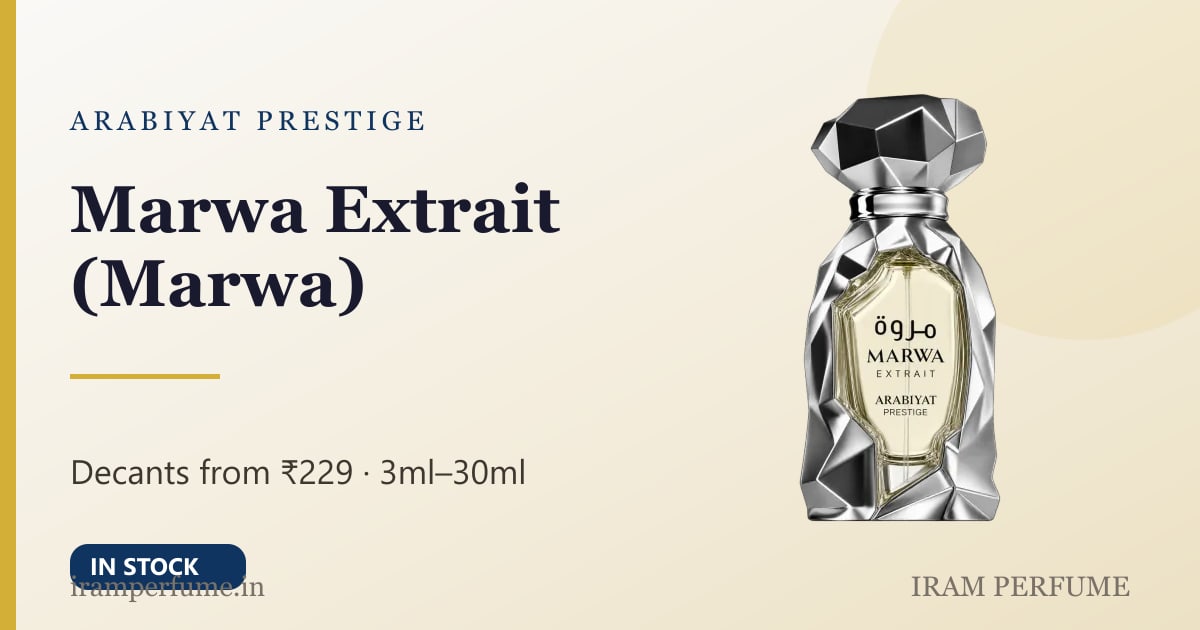 ARABIYAT PRESTIGE
Marwa Extrait
(Marwa)
Decants from ₹229 · 3ml–30ml
IN STOCK
iramperfume.in
مروة
MARWA
EXTRAIT
ARABIYAT
PRESTIGE
IRAM PERFUME